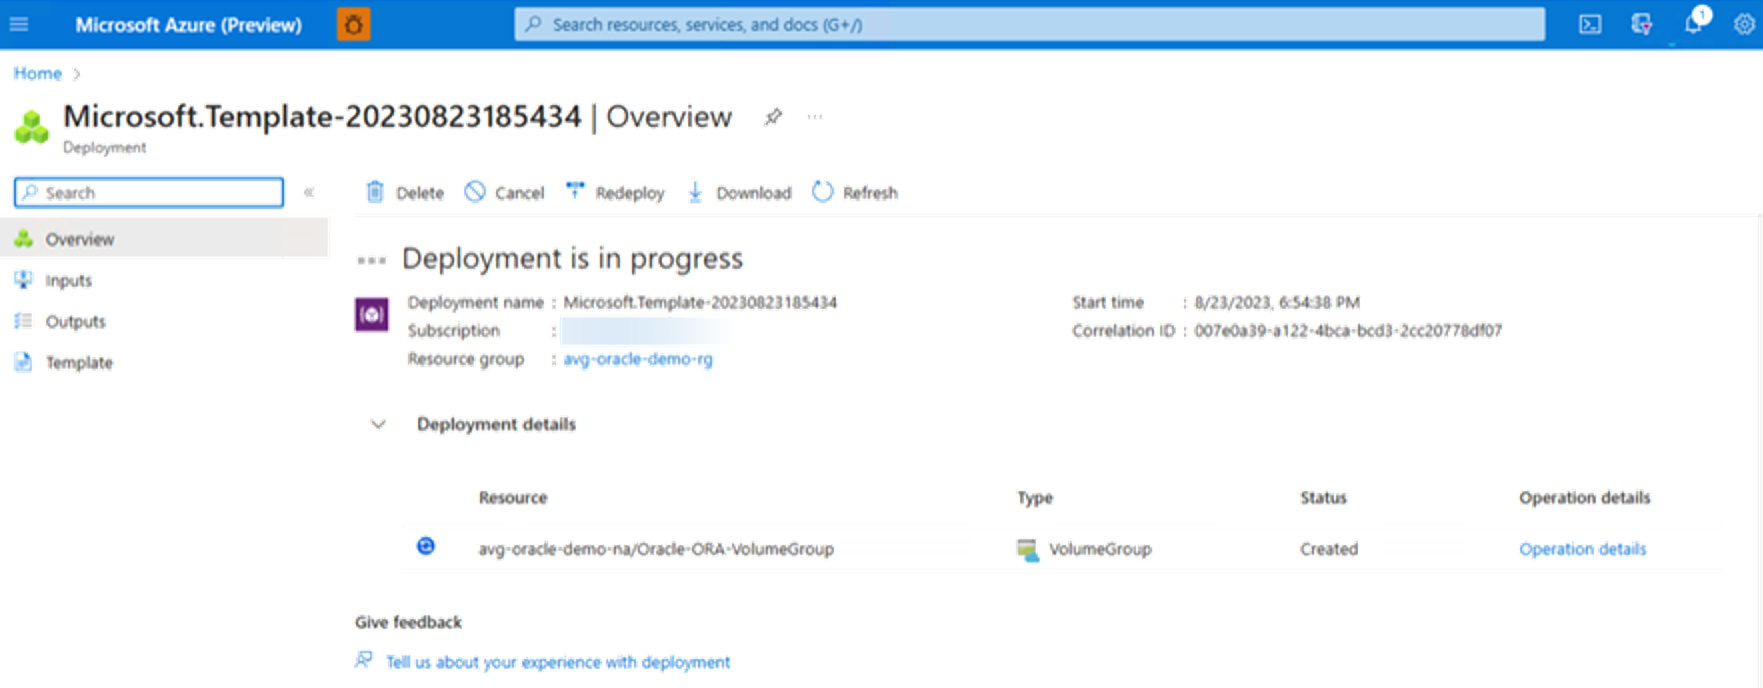 Microsoft Azure (Preview)
Search resources, services, and docs (G+/)
1
Home >
Microsoft.Template-20230823185434 | Overview ...
Deployment
Search «
Delete Cancel Redeploy Download Refresh
Overview
Inputs
Outputs
Template
Deployment is in progress
Deployment name : Microsoft.Template-20230823185434
Subscription :
Resource group : avg-oracle-demo-rg
Start time : 8/23/2023, 6:54:38 PM
Correlation ID : 007e0a39-a122-4bca-bcd3-2cc20778df07
Deployment details
Resource Type Status Operation details
avg-oracle-demo-na/Oracle-ORA-VolumeGroup VolumeGroup Created Operation details
Give feedback
Tell us about your experience with deployment